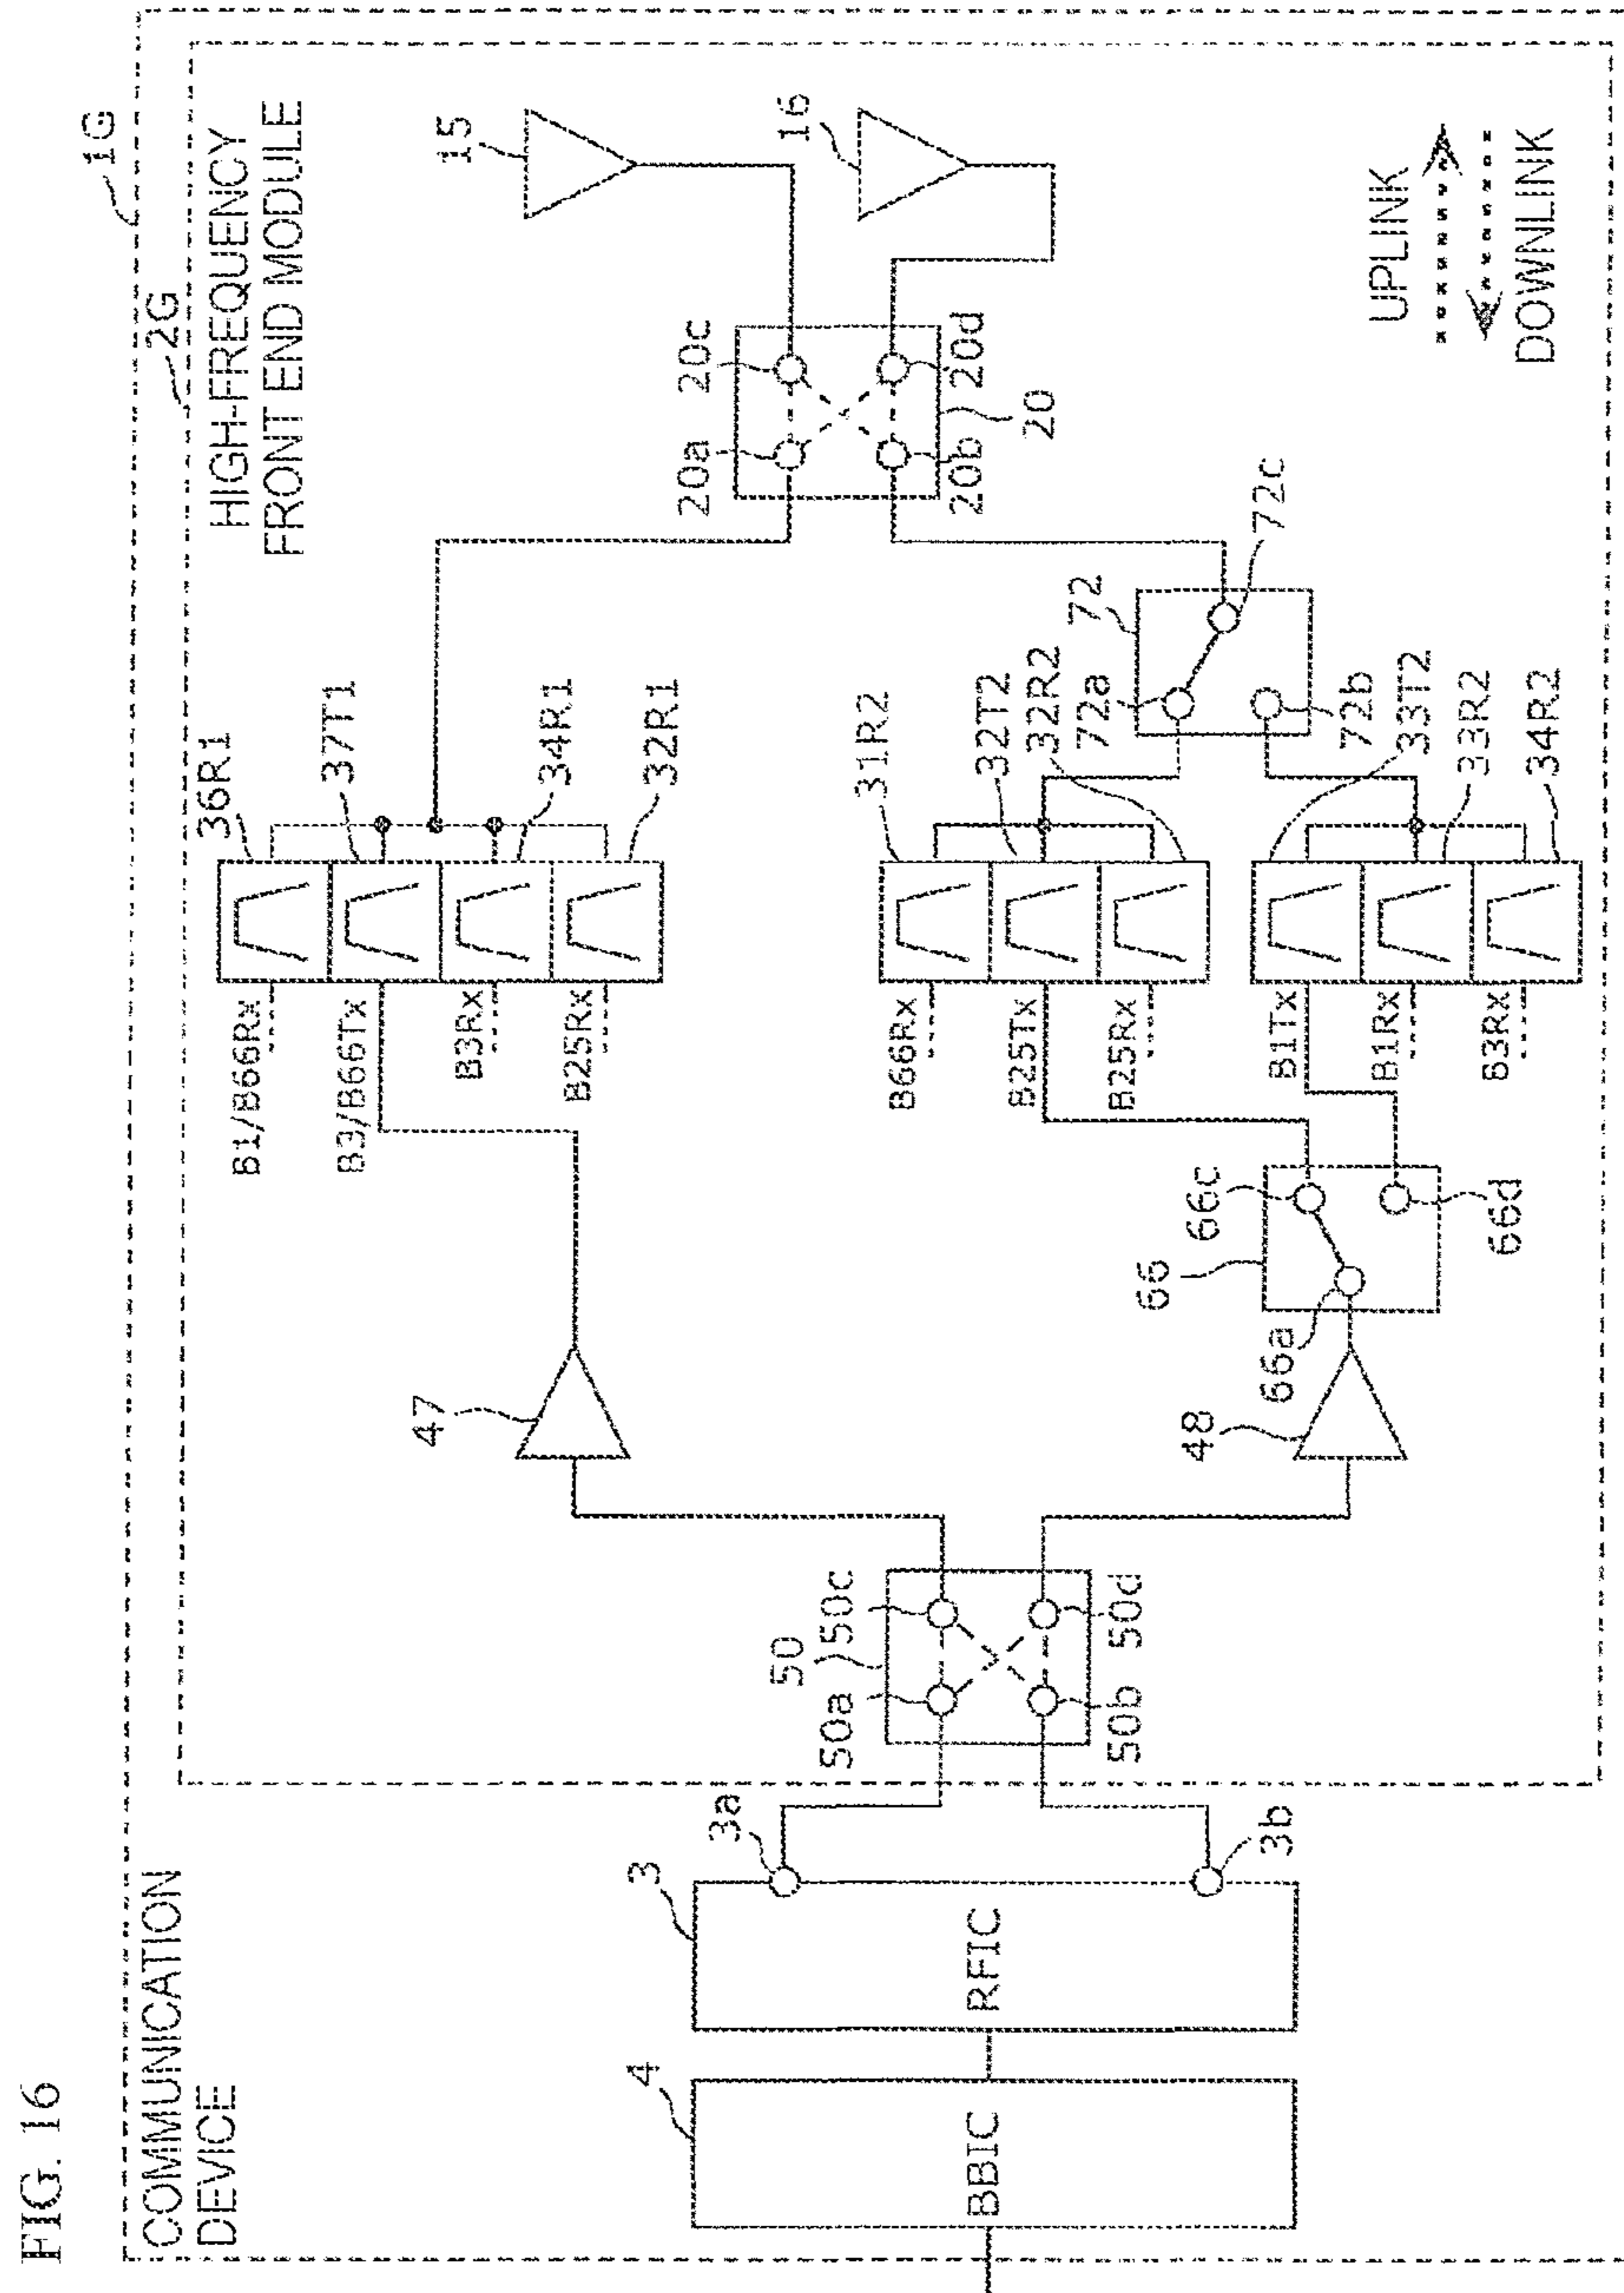 FIG. 16
1G
COMMUNICATION
DEVICE
2G
HIGH-FREQUENCY
FRONT END MODULE
36R1
B1/B66Rx
37T1
B3/B66Tx
15
47
34R1
B3Rx
32R1
B25Rx
4
3
3a
20a
20c
16
50
50a
50c
BBIC
RFIC
31R2
B66Rx
20b
20d
20
50b
50d
32T2
B25Tx
32R2
72
72a
B25Rx
72c
66
66c
48
66a
3b
B1Tx
72b
33T2
B1Rx
33R2
66d
B3Rx
34R2
UPLINK
DOWNLINK